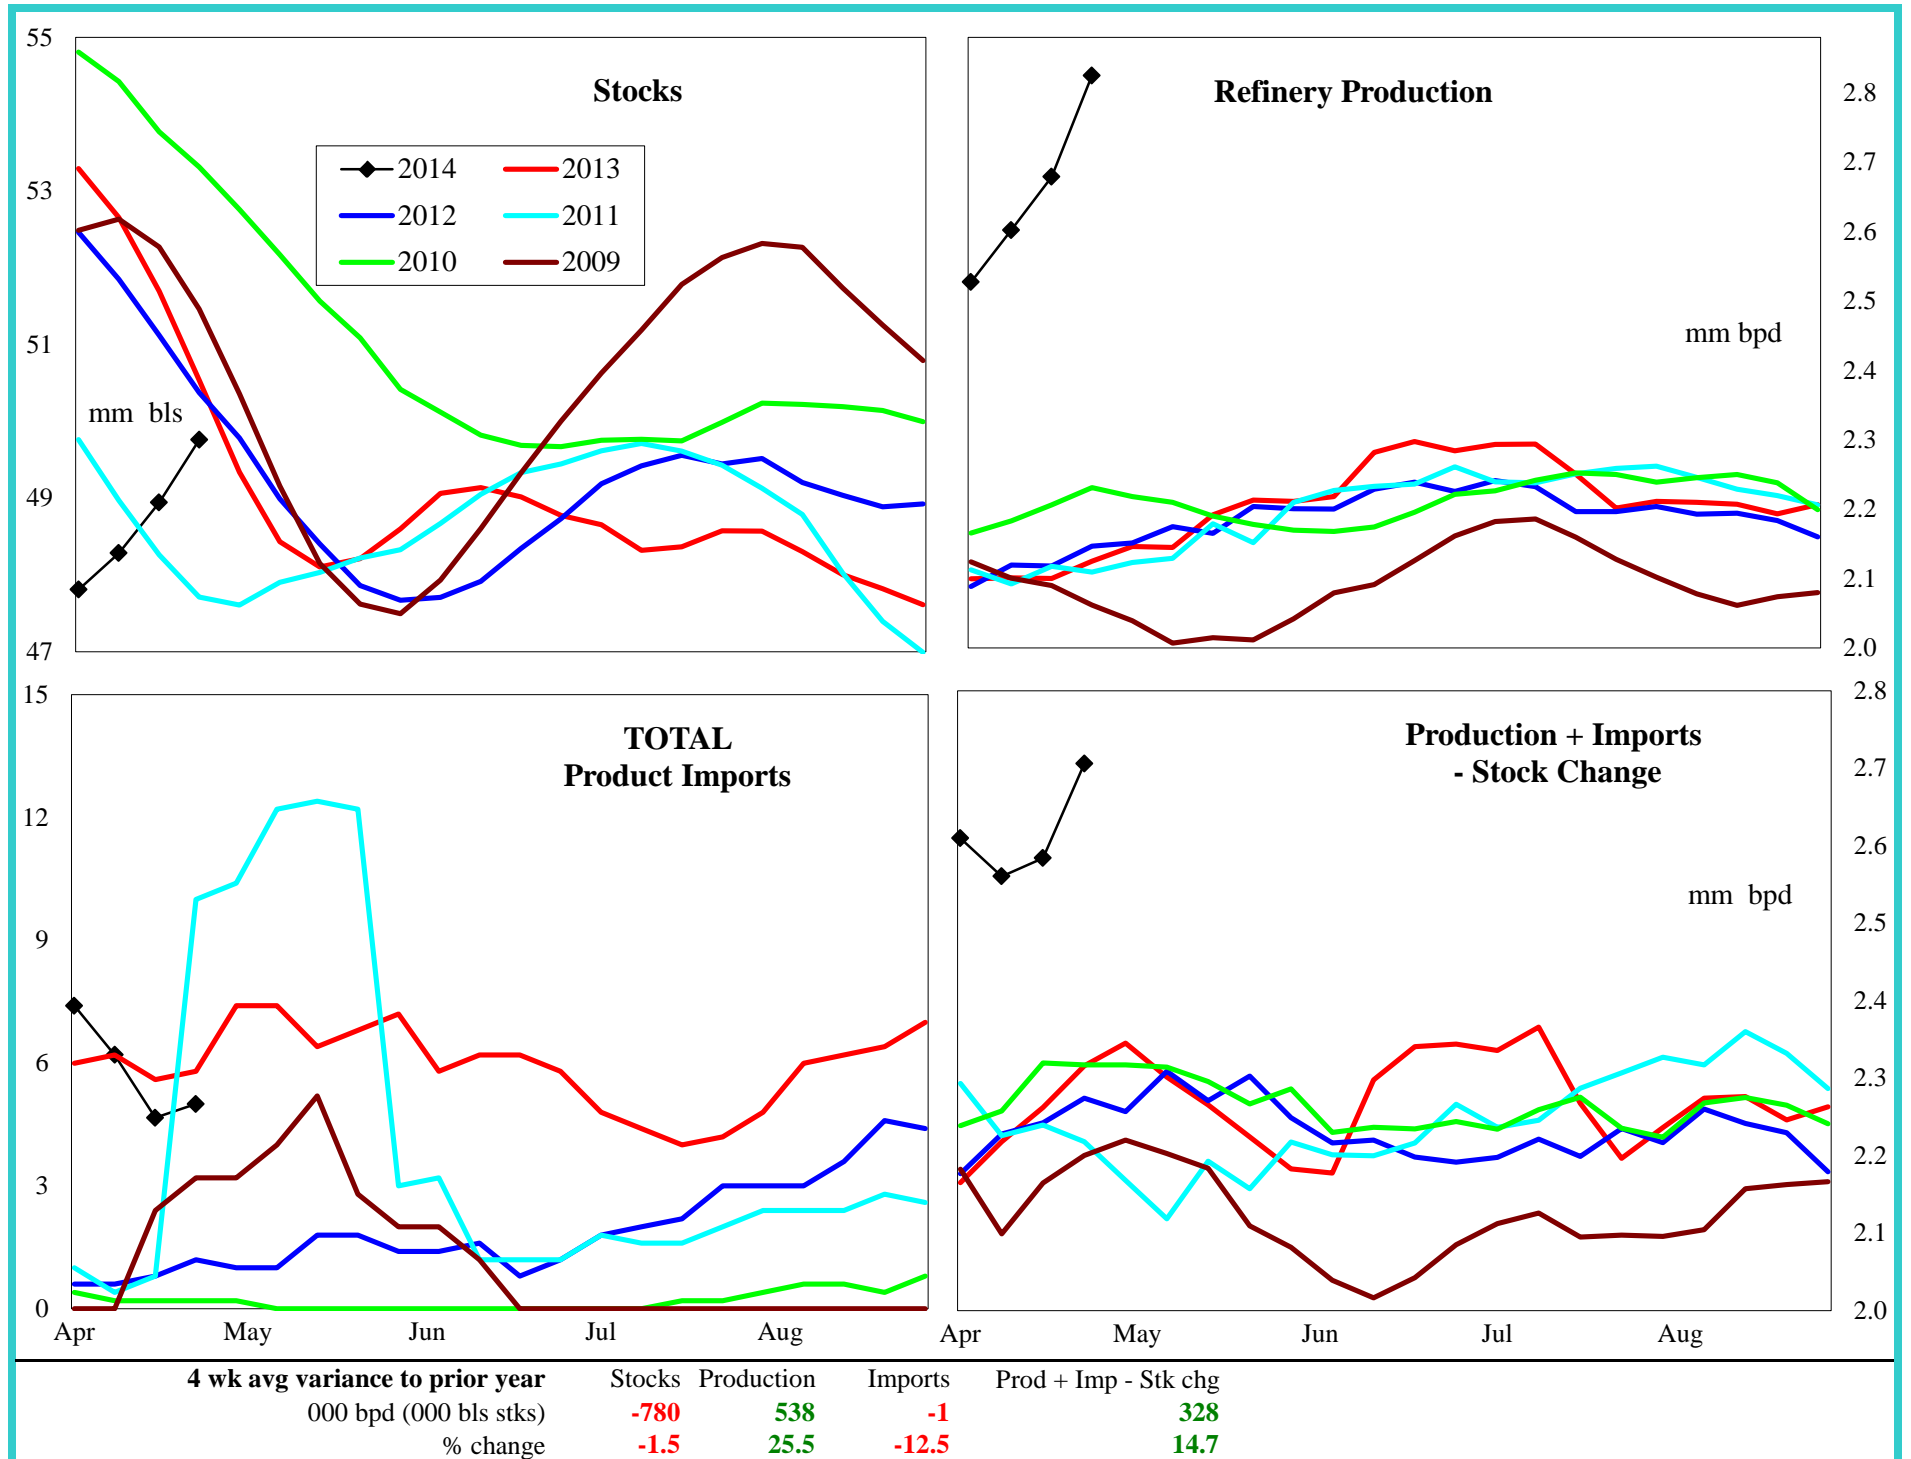 55
53
51
49
47
Stocks
2014
2013
2012
2011
2010
2009
mm bls
Refinery Production
mm bpd
2.8
2.7
2.6
2.5
2.4
2.3
2.2
2.1
2.0
15
12
9
6
3
0
TOTAL
Product Imports
Apr May Jun Jul Aug
Production + Imports
- Stock Change
mm bpd
2.8
2.7
2.6
2.5
2.4
2.3
2.2
2.1
2.0
Apr May Jun Jul Aug
4 wk avg variance to prior year Stocks Production Imports Prod + Imp - Stk chg
000 bpd (000 bls stks) -780 538 -1 328
% change -1.5 25.5 -12.5 14.7